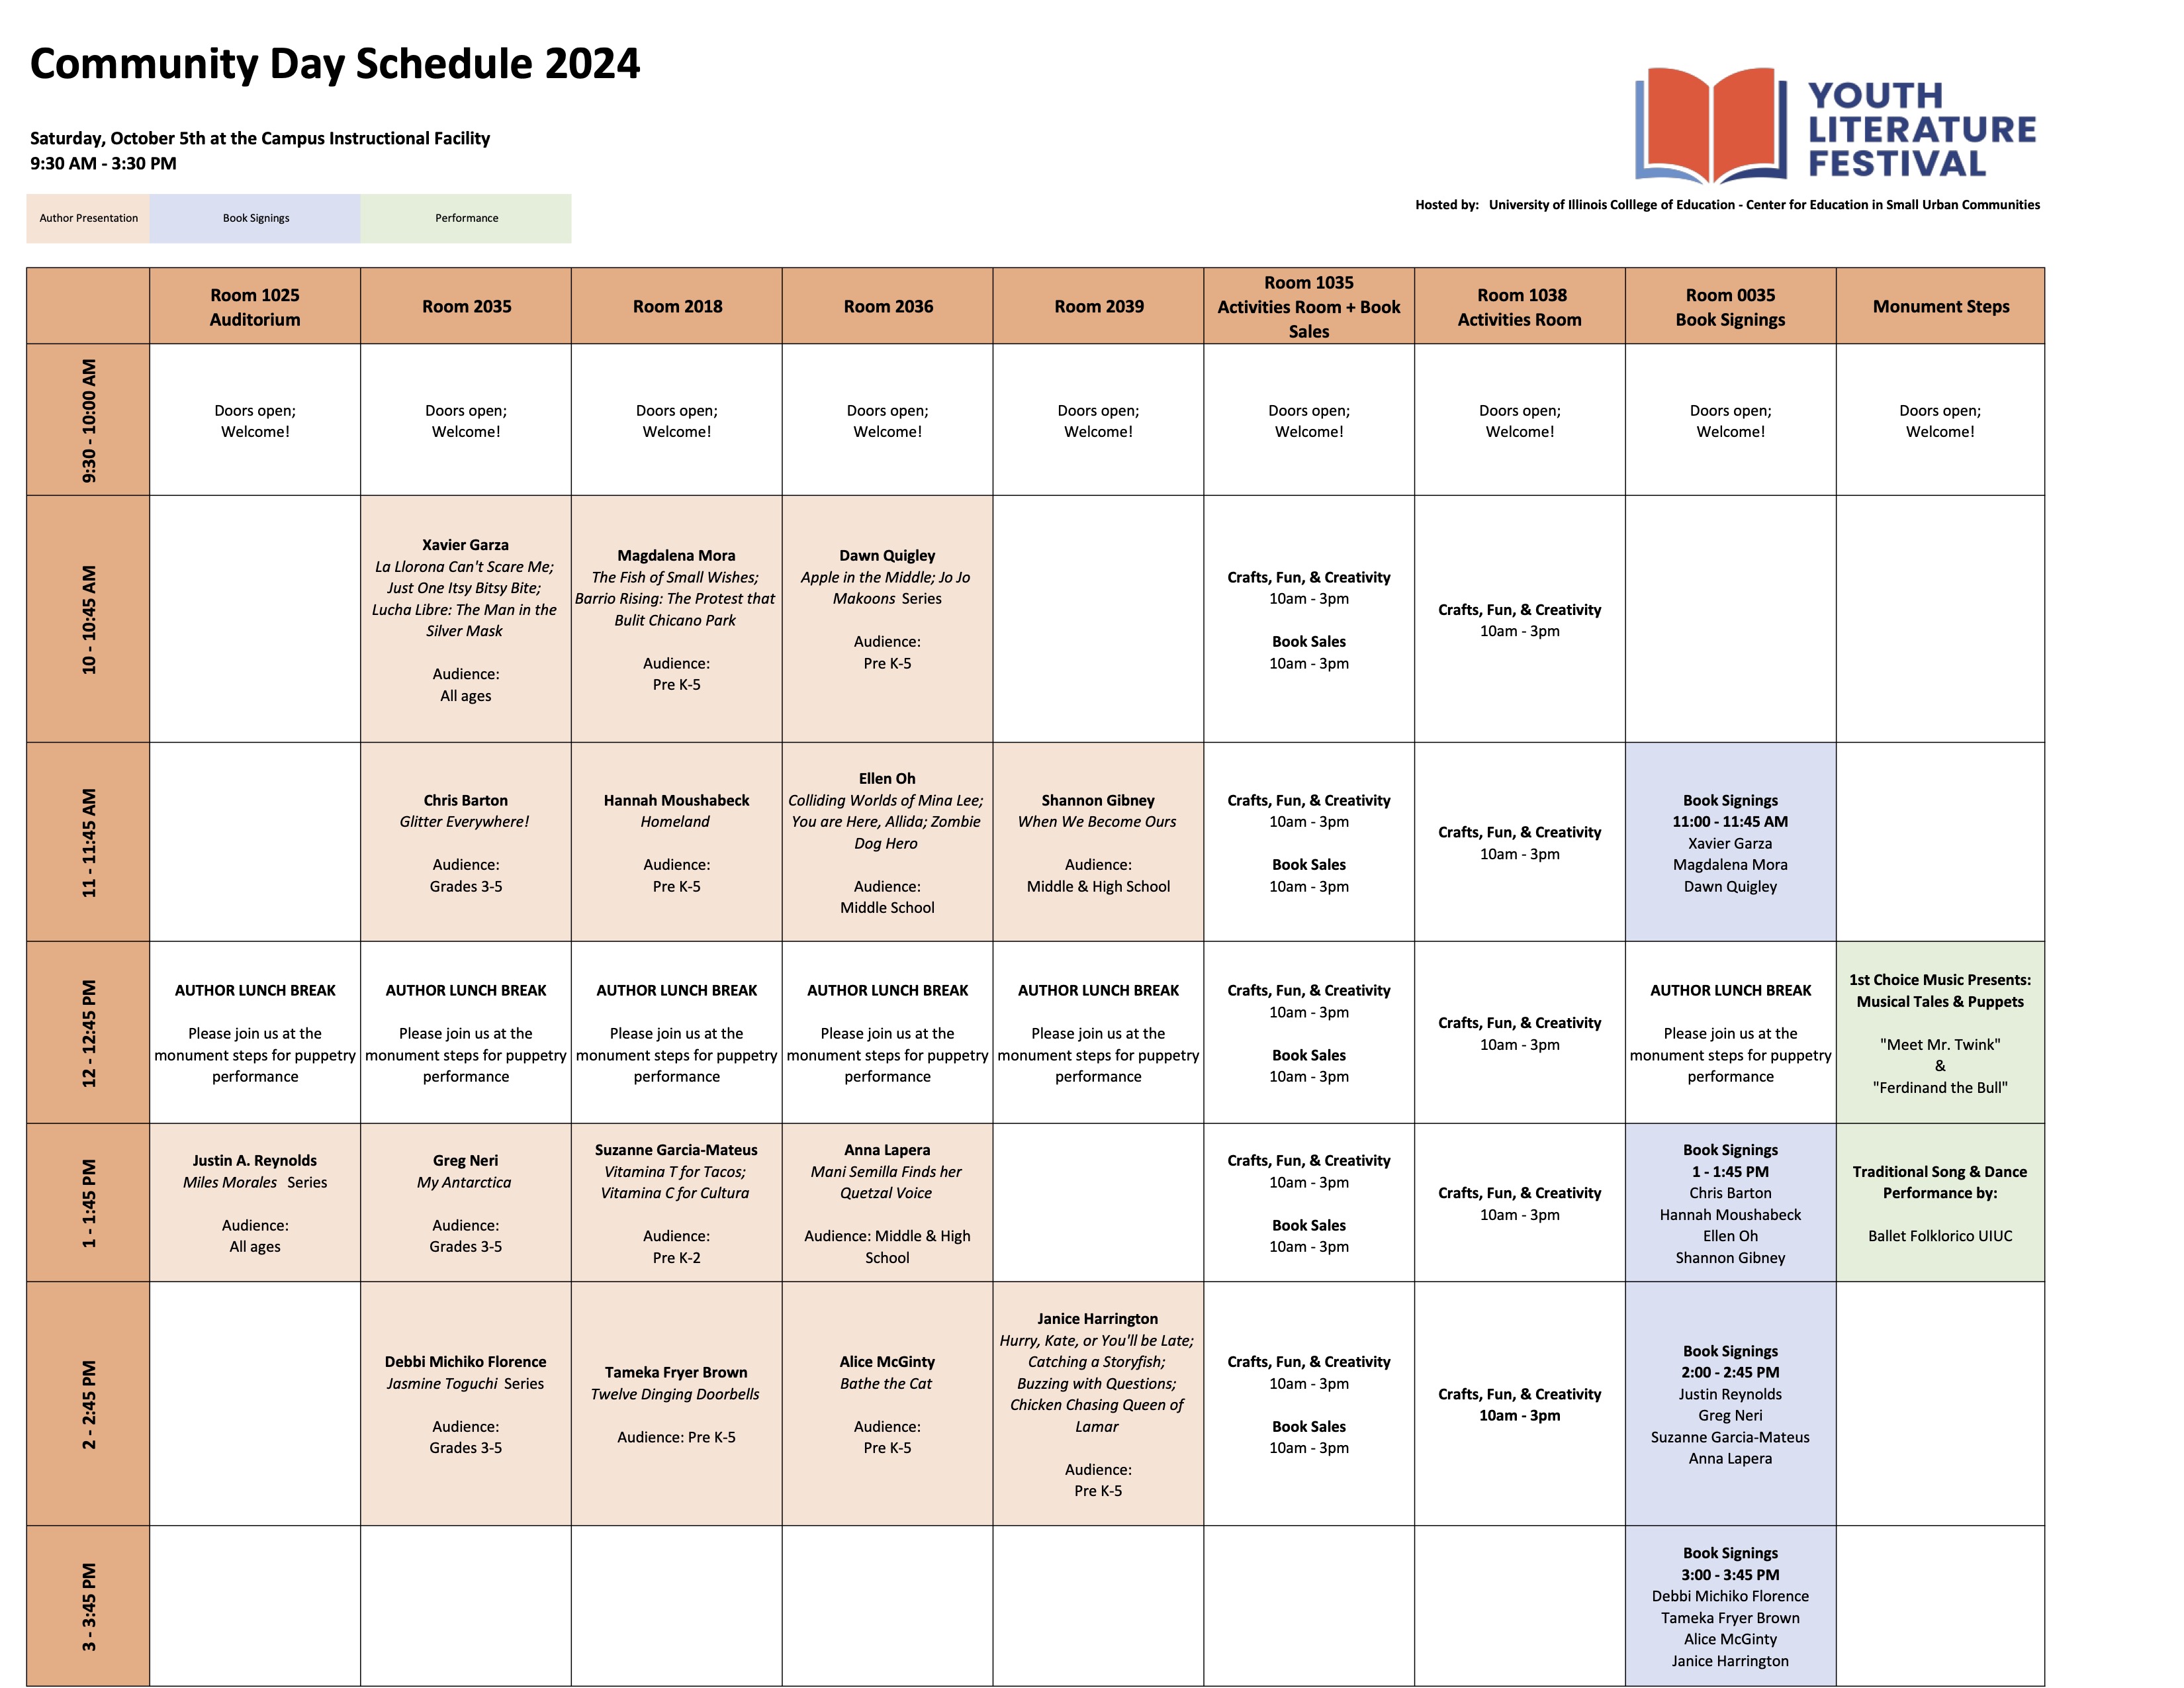 Community Day Schedule 2024
YOUTH
LITERATURE
FESTIVAL
Saturday, October 5th at the Campus Instructional Facility
9:30 AM - 3:30 PM
Hosted by: University of Illinois Colllege of Education - Center for Education in Small Urban Communities
Author Presentation
Book Signings
Performance
Room 1025
Auditorium
Room 2035
Room 2018
Room 2036
Room 2039
Room 1035
Activities Room + Book
Sales
Room 1038
Activities Room
Room 0035
Book Signings
Monument Steps
9:30 - 10:00 AM
Doors open;
Welcome!
Doors open;
Welcome!
Doors open;
Welcome!
Doors open;
Welcome!
Doors open;
Welcome!
Doors open;
Welcome!
Doors open;
Welcome!
Doors open;
Welcome!
Doors open;
Welcome!
10 - 10:45 AM
Xavier Garza
La Llorona Can't Scare Me;
Just One Itsy Bitsy Bite;
Lucha Libre: The Man in the
Silver Mask
Audience:
All ages
Magdalena Mora
The Fish of Small Wishes;
Barrio Rising: The Protest that
Bulit Chicano Park
Audience:
Pre K-5
Dawn Quigley
Apple in the Middle; Jo Jo
Makoons Series
Audience:
Pre K-5
Crafts, Fun, & Creativity
10am - 3pm
Book Sales
10am - 3pm
Crafts, Fun, & Creativity
10am - 3pm
11 - 11:45 AM
Chris Barton
Glitter Everywhere!
Audience:
Grades 3-5
Hannah Moushabeck
Homeland
Audience:
Pre K-5
Ellen Oh
Colliding Worlds of Mina Lee;
You are Here, Allida; Zombie
Dog Hero
Audience:
Middle School
Shannon Gibney
When We Become Ours
Audience:
Middle & High School
Crafts, Fun, & Creativity
10am - 3pm
Book Sales
10am - 3pm
Crafts, Fun, & Creativity
10am - 3pm
Book Signings
11:00 - 11:45 AM
Xavier Garza
Magdalena Mora
Dawn Quigley
12 - 12:45 PM
AUTHOR LUNCH BREAK
Please join us at the
monument steps for puppetry
performance
AUTHOR LUNCH BREAK
Please join us at the
monument steps for puppetry
performance
AUTHOR LUNCH BREAK
Please join us at the
monument steps for puppetry
performance
AUTHOR LUNCH BREAK
Please join us at the
monument steps for puppetry
performance
AUTHOR LUNCH BREAK
Please join us at the
monument steps for puppetry
performance
Crafts, Fun, & Creativity
10am - 3pm
Book Sales
10am - 3pm
Crafts, Fun, & Creativity
10am - 3pm
AUTHOR LUNCH BREAK
Please join us at the
monument steps for puppetry
performance
1st Choice Music Presents:
Musical Tales & Puppets
"Meet Mr. Twink"
&
"Ferdinand the Bull"
1 - 1:45 PM
Justin A. Reynolds
Miles Morales Series
Audience:
All ages
Greg Neri
My Antarctica
Audience:
Grades 3-5
Suzanne Garcia-Mateus
Vitamina T for Tacos;
Vitamina C for Cultura
Audience:
Pre K-2
Anna Lapera
Mani Semilla Finds her
Quetzal Voice
Audience: Middle & High
School
Crafts, Fun, & Creativity
10am - 3pm
Book Sales
10am - 3pm
Crafts, Fun, & Creativity
10am - 3pm
Book Signings
1 - 1:45 PM
Chris Barton
Hannah Moushabeck
Ellen Oh
Shannon Gibney
Traditional Song & Dance
Performance by:
Ballet Folklorico UIUC
2 - 2:45 PM
Debbi Michiko Florence
Jasmine Toguchi Series
Audience:
Grades 3-5
Tameka Fryer Brown
Twelve Dinging Doorbells
Audience: Pre K-5
Alice McGinty
Bathe the Cat
Audience:
Pre K-5
Janice Harrington
Hurry, Kate, or You'll be Late;
Catching a Storyfish;
Buzzing with Questions;
Chicken Chasing Queen of
Lamar
Audience:
Pre K-5
Crafts, Fun, & Creativity
10am - 3pm
Book Sales
10am - 3pm
Crafts, Fun, & Creativity
10am - 3pm
Book Signings
2:00 - 2:45 PM
Justin Reynolds
Greg Neri
Suzanne Garcia-Mateus
Anna Lapera
3 - 3:45 PM
Book Signings
3:00 - 3:45 PM
Debbi Michiko Florence
Tameka Fryer Brown
Alice McGinty
Janice Harrington